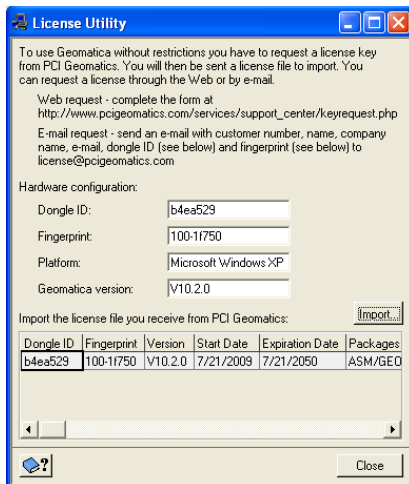 License Utility
To use Geomatica without restrictions you have to request a license key
from PCI Geomatics. You will then be sent a license file to import. You
can request a license through the Web or by e-mail.
Web request - complete the form at
http://www.pcigeomatics.com/services/support_center/keyrequest.php
E-mail request - send an e-mail with customer number, name, company
name, e-mail, dongle ID (see below) and fingerprint (see below) to
license@pcigeomatics.com
Hardware configuration:
Dongle ID: b4ea529
Fingerprint: 100-1f750
Platform: Microsoft Windows XP
Geomatica version: V10.2.0
Import the license file you receive from PCI Geomatics: Import...
Dongle ID Fingerprint Version Start Date Expiration Date Packages
b4ea529 100-1f750 V10.2.0 7/21/2009 7/21/2050 ASM/GEO
? Close